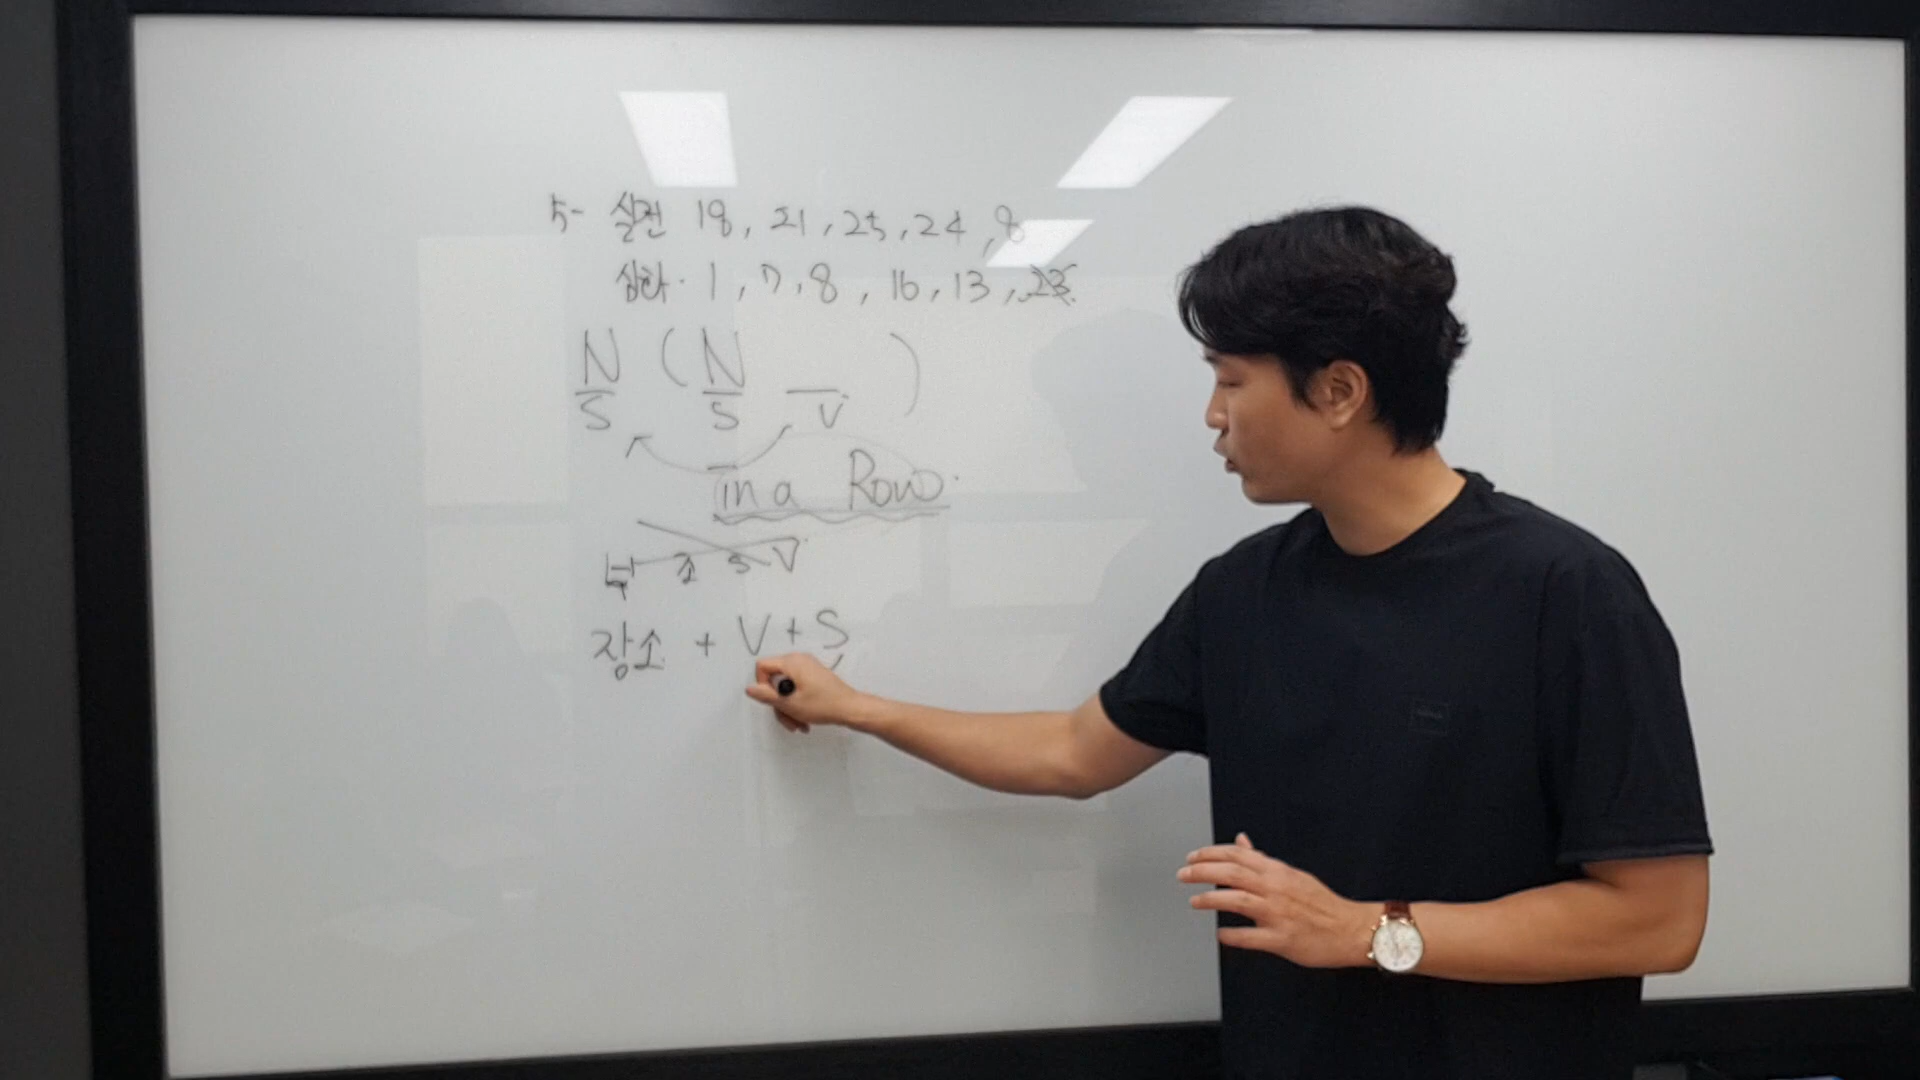 5- 실전 18, 21, 25, 24, 8
심화. 1, 7, 8, 16, 13, 23
N ( N )
S S V
in a Row.
부 조 S V
장소 + V + S